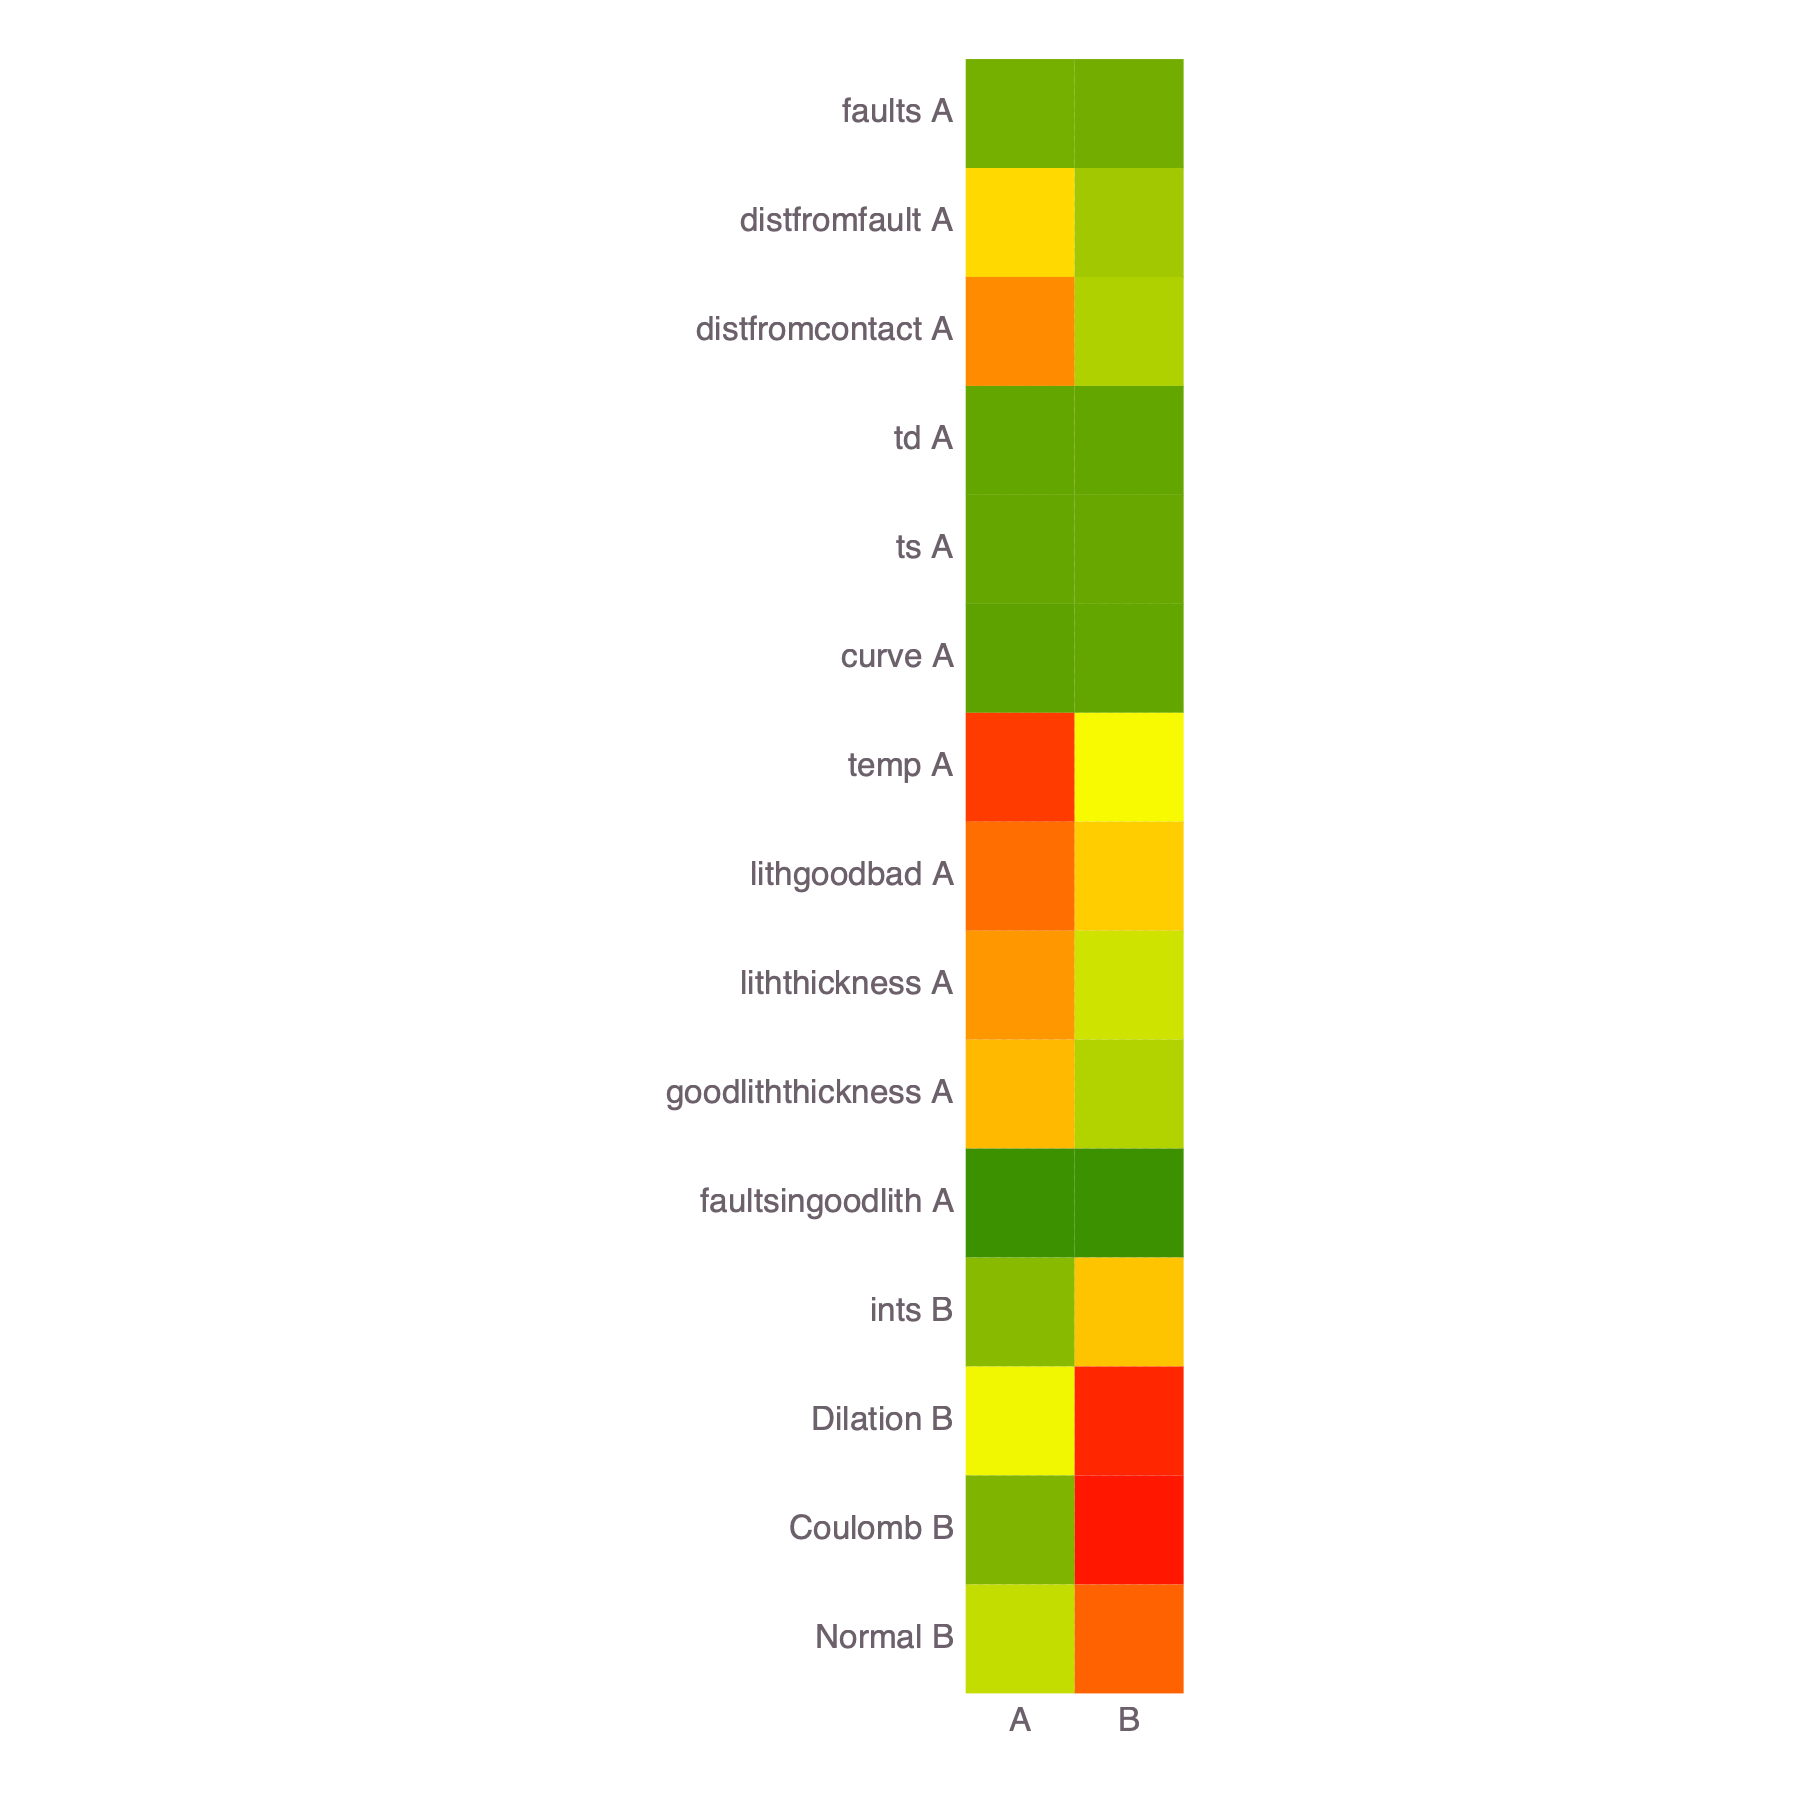 faults A
distfromfault A
distfromcontact A
td A
ts A
curve A
temp A
lithgoodbad A
liththickness A
goodliththickness A
faultsingoodlith A
ints B
Dilation B
Coulomb B
Normal B
A B